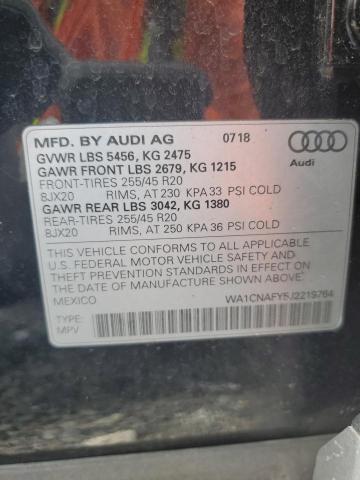 MFD. BY AUDI AG 07/18
GVWR LBS 5456, KG 2475
GAWR FRONT LBS 2679, KG 1215
FRONT-TIRES 255/45 R20
8JX20 RIMS, AT 230 KPA 33 PSI COLD
GAWR REAR LBS 3042, KG 1380
REAR-TIRES 255/45 R20
8JX20 RIMS, AT 250 KPA 36 PSI COLD
Audi
THIS VEHICLE CONFORMS TO ALL APPLICABLE
U.S. FEDERAL MOTOR VEHICLE SAFETY AND
THEFT PREVENTION STANDARDS IN EFFECT ON
THE DATE OF MANUFACTURE SHOWN ABOVE.
MEXICO
WA1CNAFY5J2219764
TYPE:
MPV